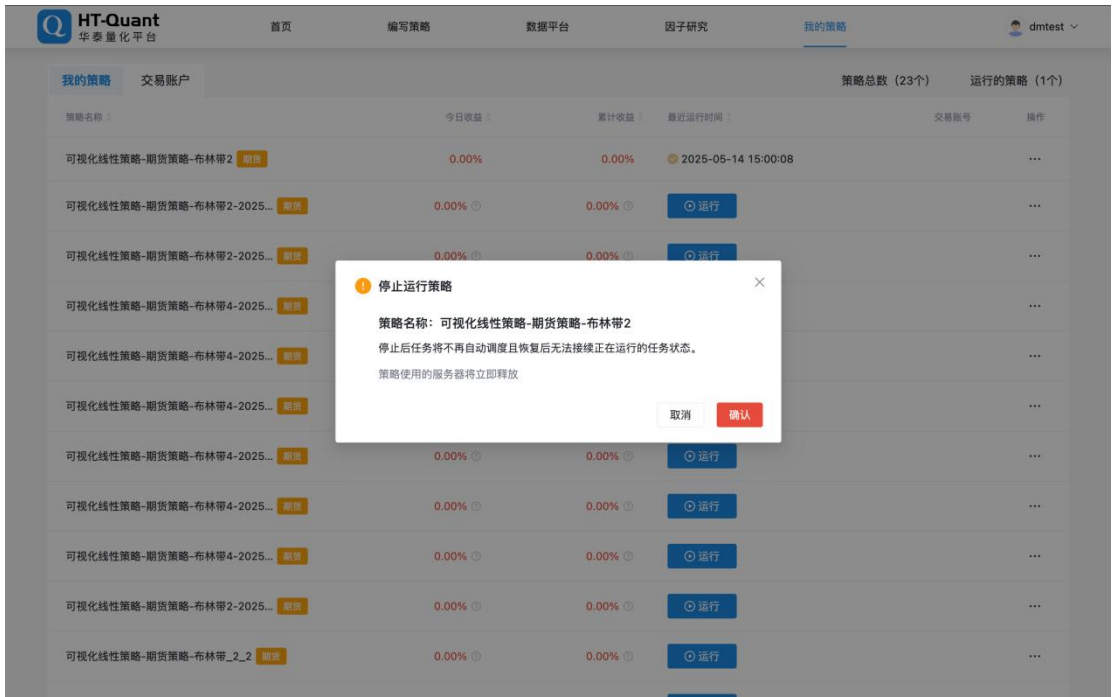 HT-Quant
华泰量化平台
首页 编写策略 数据平台 因子研究 我的策略 dmtest
我的策略 交易账户 策略总数（23个） 运行的策略（1个）
策略名称 今日收益 累计收益 最近运行时间 交易账号 操作
可视化线性策略-期货策略-布林带2 期货 0.00% 0.00% 2025-05-14 15:00:08 ...
可视化线性策略-期货策略-布林带2-2025... 期货 0.00% 0.00% 运行 ...
可视化线性策略-期货策略-布林带2-2025... 期货 0.00% 0.00% 运行 ...
可视化线性策略-期货策略-布林带4-2025... 期货 ...
可视化线性策略-期货策略-布林带4-2025... 期货 ...
可视化线性策略-期货策略-布林带4-2025... 期货 ...
停止运行策略
策略名称：可视化线性策略-期货策略-布林带2
停止后任务将不再自动调度且恢复后无法接续正在运行的任务状态。
策略使用的服务器将立即释放
取消 确认
可视化线性策略-期货策略-布林带4-2025... 期货 0.00% 0.00% 运行 ...
可视化线性策略-期货策略-布林带4-2025... 期货 0.00% 0.00% 运行 ...
可视化线性策略-期货策略-布林带4-2025... 期货 0.00% 0.00% 运行 ...
可视化线性策略-期货策略-布林带2-2025... 期货 0.00% 0.00% 运行 ...
可视化线性策略-期货策略-布林带_2_2 期货 0.00% 0.00% 运行 ...